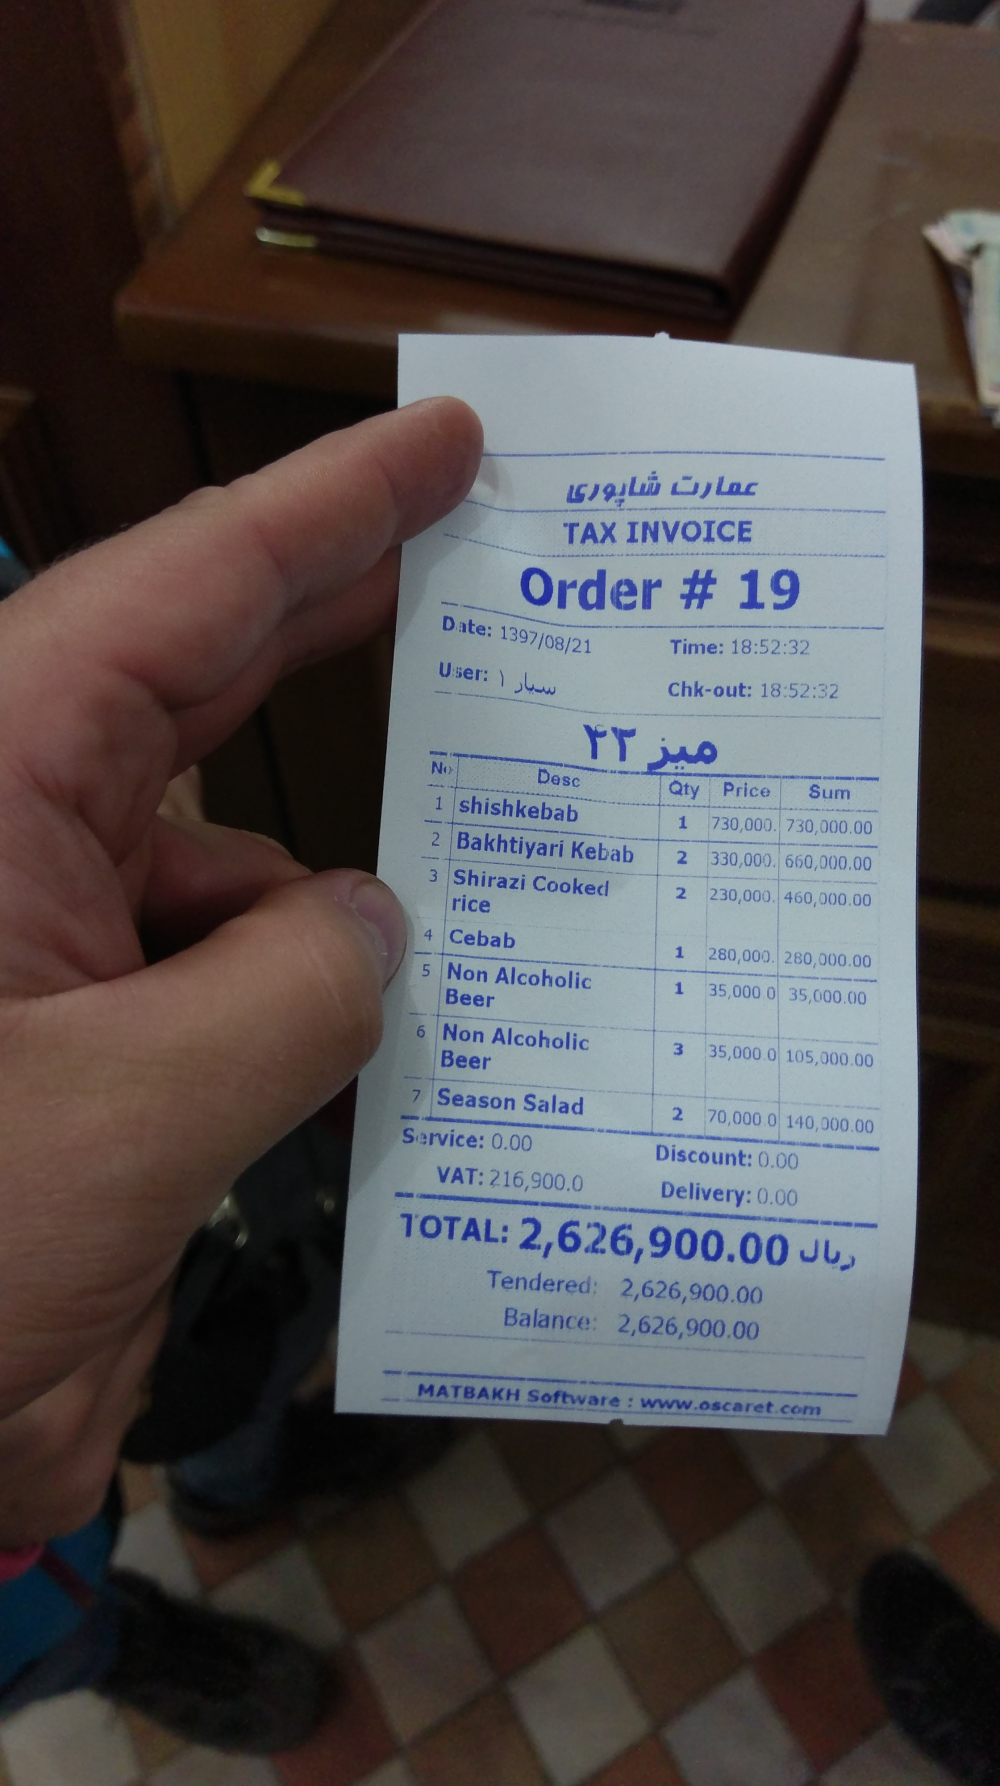 عمارت شاپوری
TAX INVOICE
Order # 19
Date: 1397/08/21 Time: 18:52:32
User: سیار ۱ Chk-out: 18:52:32
میز ۲۳
No Desc Qty Price Sum
1 shishkebab 1 730,000. 730,000.00
2 Bakhtiyari Kebab 2 330,000. 660,000.00
3 Shirazi Cooked 2 230,000. 460,000.00
rice
4 Cebab 1 280,000. 280,000.00
5 Non Alcoholic 1 35,000.0 35,000.00
Beer
6 Non Alcoholic 3 35,000.0 105,000.00
Beer
7 Season Salad 2 70,000.0 140,000.00
Service: 0.00 Discount: 0.00
VAT: 216,900.0 Delivery: 0.00
TOTAL: 2,626,900.00 ریال
Tendered: 2,626,900.00
Balance: 2,626,900.00
MATBAKH Software : www.oscaret.com